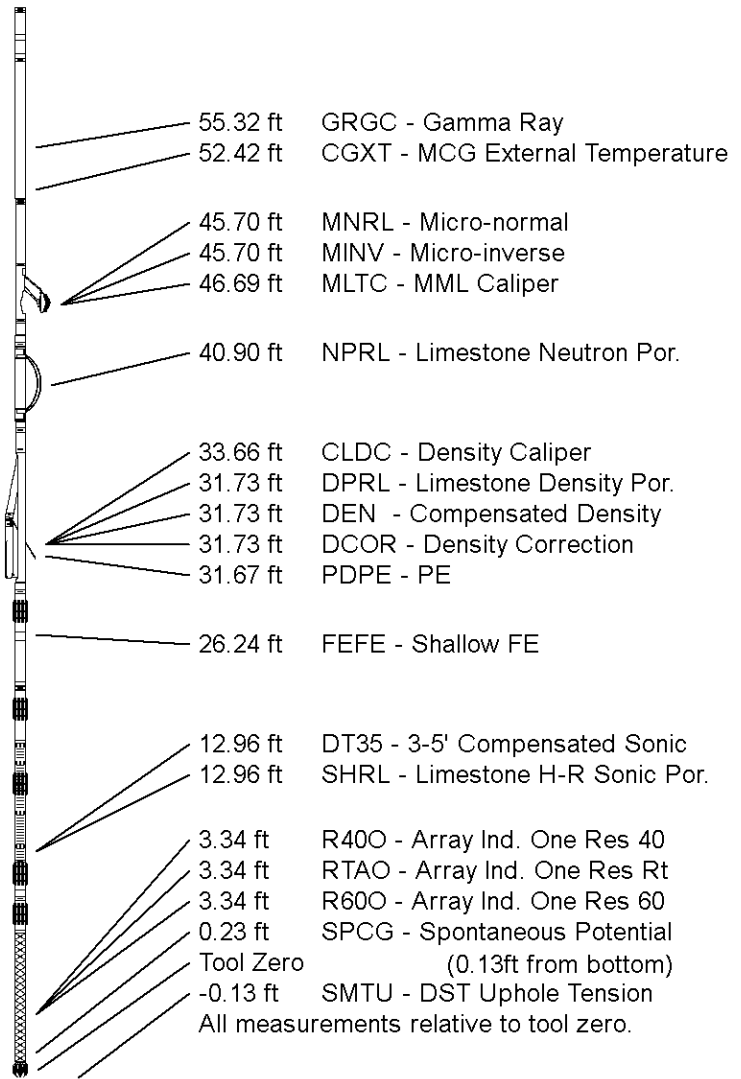 55.32 ft GRGC - Gamma Ray
52.42 ft CGXT - MCG External Temperature
45.70 ft MNRL - Micro-normal
45.70 ft MINV - Micro-inverse
46.69 ft MLTC - MML Caliper
40.90 ft NPRL - Limestone Neutron Por.
33.66 ft CLDC - Density Caliper
31.73 ft DPRL - Limestone Density Por.
31.73 ft DEN - Compensated Density
31.73 ft DCOR - Density Correction
31.67 ft PDPE - PE
26.24 ft FEFE - Shallow FE
12.96 ft DT35 - 3-5' Compensated Sonic
12.96 ft SHRL - Limestone H-R Sonic Por.
3.34 ft R40O - Array Ind. One Res 40
3.34 ft RTAO - Array Ind. One Res Rt
3.34 ft R60O - Array Ind. One Res 60
0.23 ft SPCG - Spontaneous Potential
Tool Zero (0.13ft from bottom)
-0.13 ft SMTU - DST Uphole Tension
All measurements relative to tool zero.